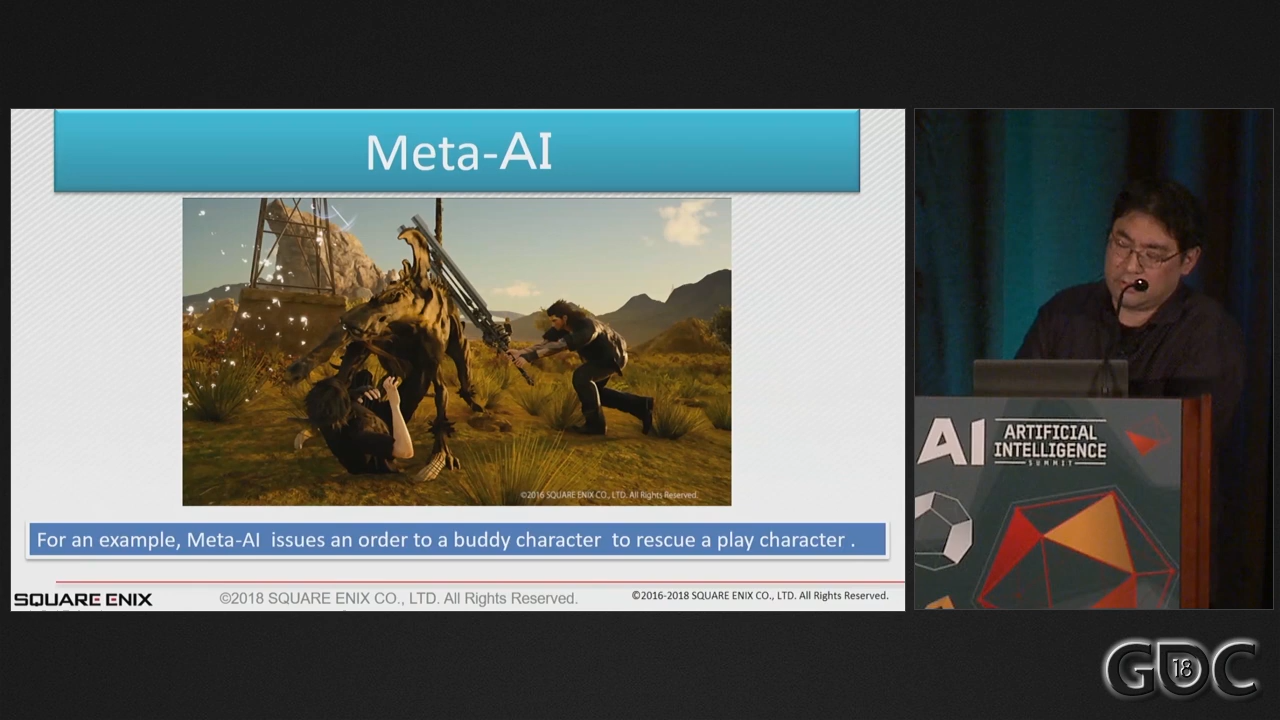 Meta-AI
©2016 SQUARE ENIX CO., LTD. All Rights Reserved.
For an example, Meta-AI issues an order to a buddy character to rescue a play character .
SQUARE ENIX
©2018 SQUARE ENIX CO., LTD. All Rights Reserved.
©2016-2018 SQUARE ENIX CO., LTD. All Rights Reserved.
AI
ARTIFICIAL
INTELLIGENCE
SUMMIT
GDC
18